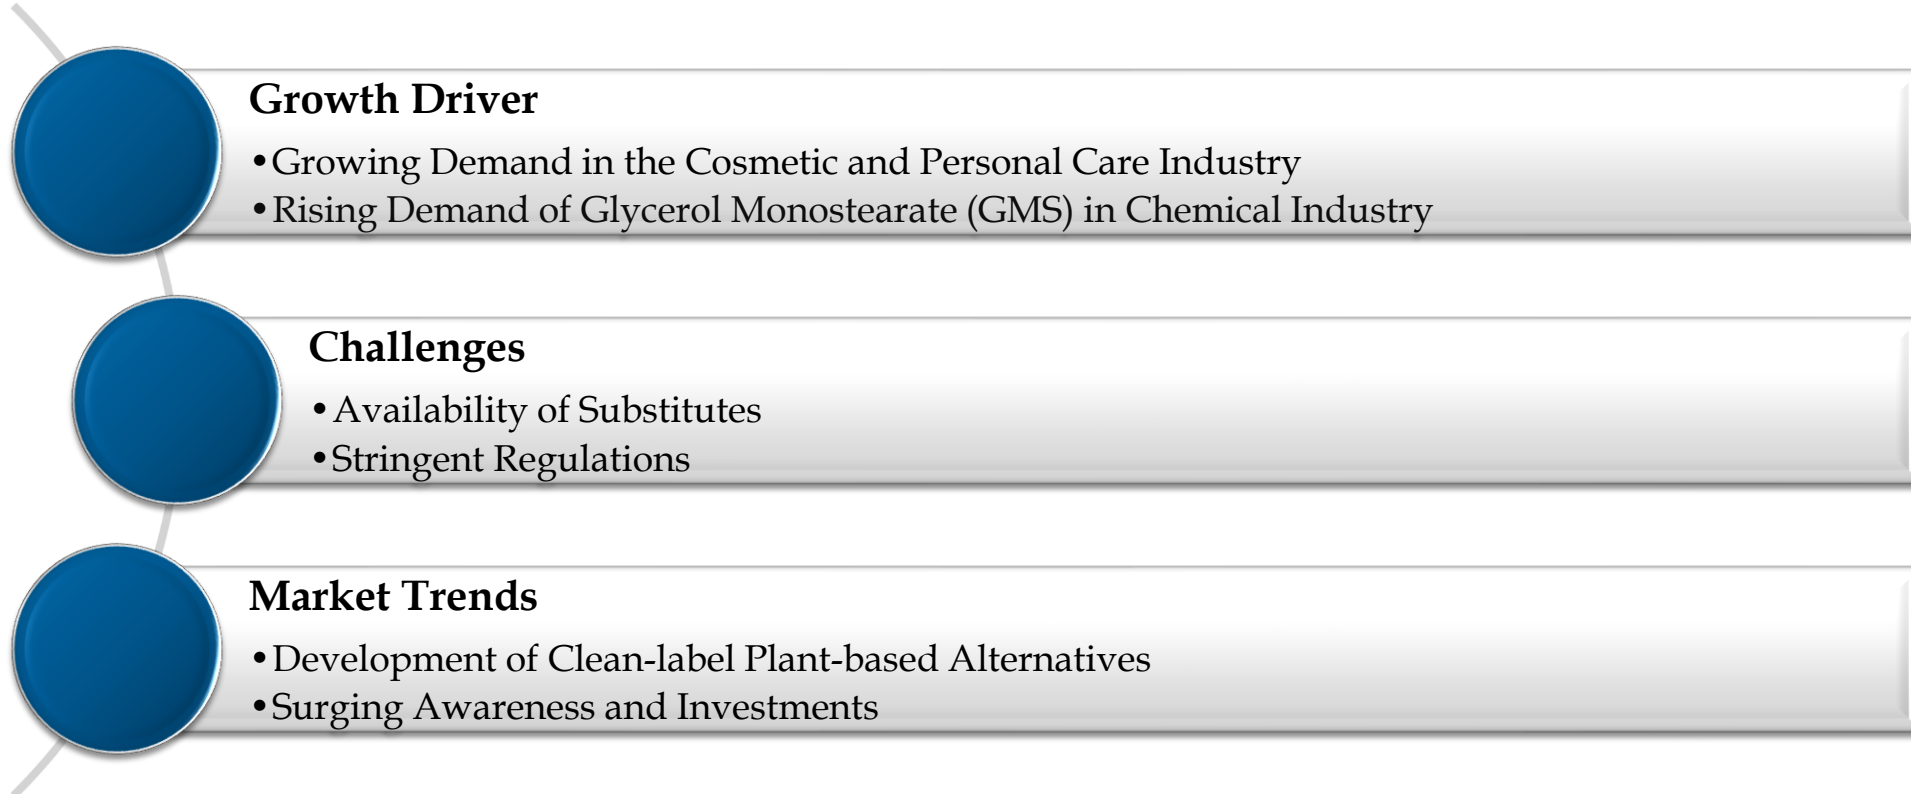 Growth Driver
•Growing Demand in the Cosmetic and Personal Care Industry
•Rising Demand of Glycerol Monostearate (GMS) in Chemical Industry
Challenges
•Availability of Substitutes
•Stringent Regulations
Market Trends
•Development of Clean-label Plant-based Alternatives
•Surging Awareness and Investments